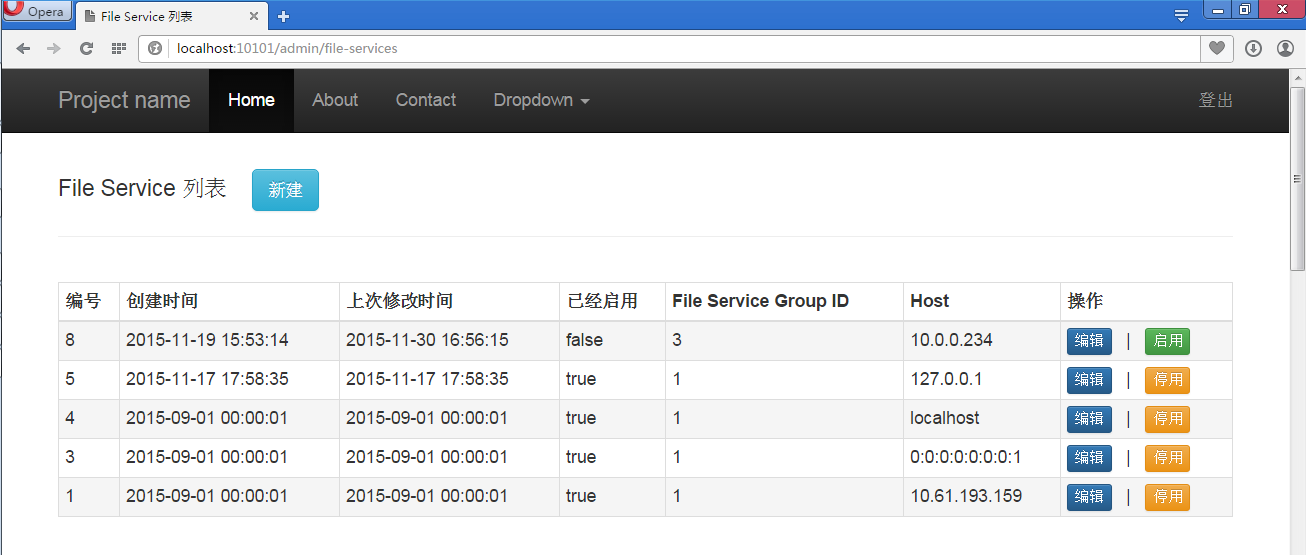 Opera File Service 列表
localhost:10101/admin/file-services
Project name Home About Contact Dropdown 登出
File Service 列表 新建
编号 创建时间 上次修改时间 已经启用 File Service Group ID Host 操作
8 2015-11-19 15:53:14 2015-11-30 16:56:15 false 3 10.0.0.234 编辑 | 启用
5 2015-11-17 17:58:35 2015-11-17 17:58:35 true 1 127.0.0.1 编辑 | 停用
4 2015-09-01 00:00:01 2015-09-01 00:00:01 true 1 localhost 编辑 | 停用
3 2015-09-01 00:00:01 2015-09-01 00:00:01 true 1 0:0:0:0:0:0:0:1 编辑 | 停用
1 2015-09-01 00:00:01 2015-09-01 00:00:01 true 1 10.61.193.159 编辑 | 停用